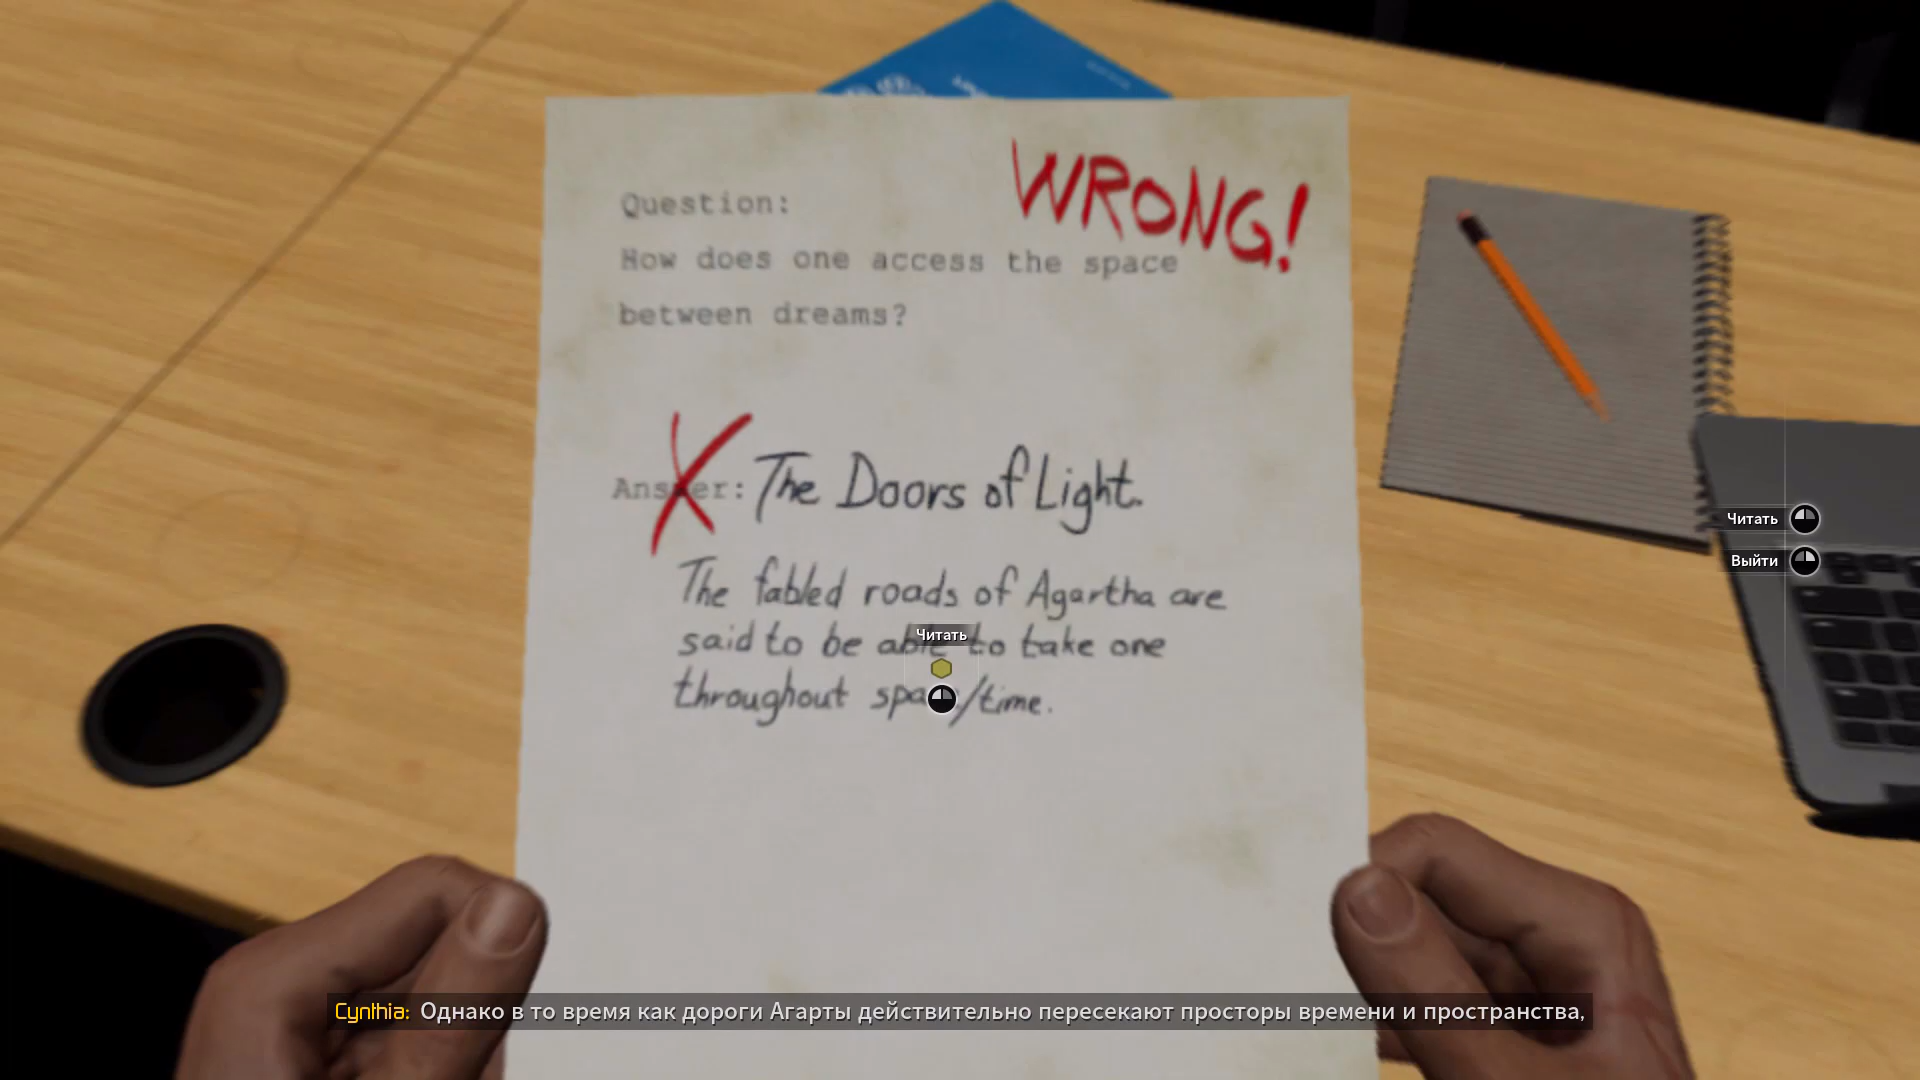 WRONG!
Question:
How does one access the space
between dreams?
Answer: The Doors of Light.
The fabled roads of Agartha are
said to be able to take one
throughout space/time.
Читать
Читать
Выйти
Cynthia: Однако в то время как дороги Агарты действительно пересекают просторы времени и пространства,